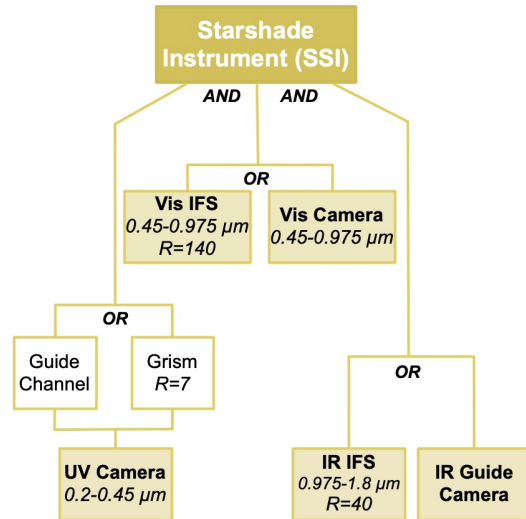 Starshade
Instrument (SSI)
AND AND
OR
Vis IFS
0.45-0.975 µm
R=140
Vis Camera
0.45-0.975 µm
OR
Guide
Channel
Grism
R=7
OR
UV Camera
0.2-0.45 µm
IR IFS
0.975-1.8 µm
R=40
IR Guide
Camera